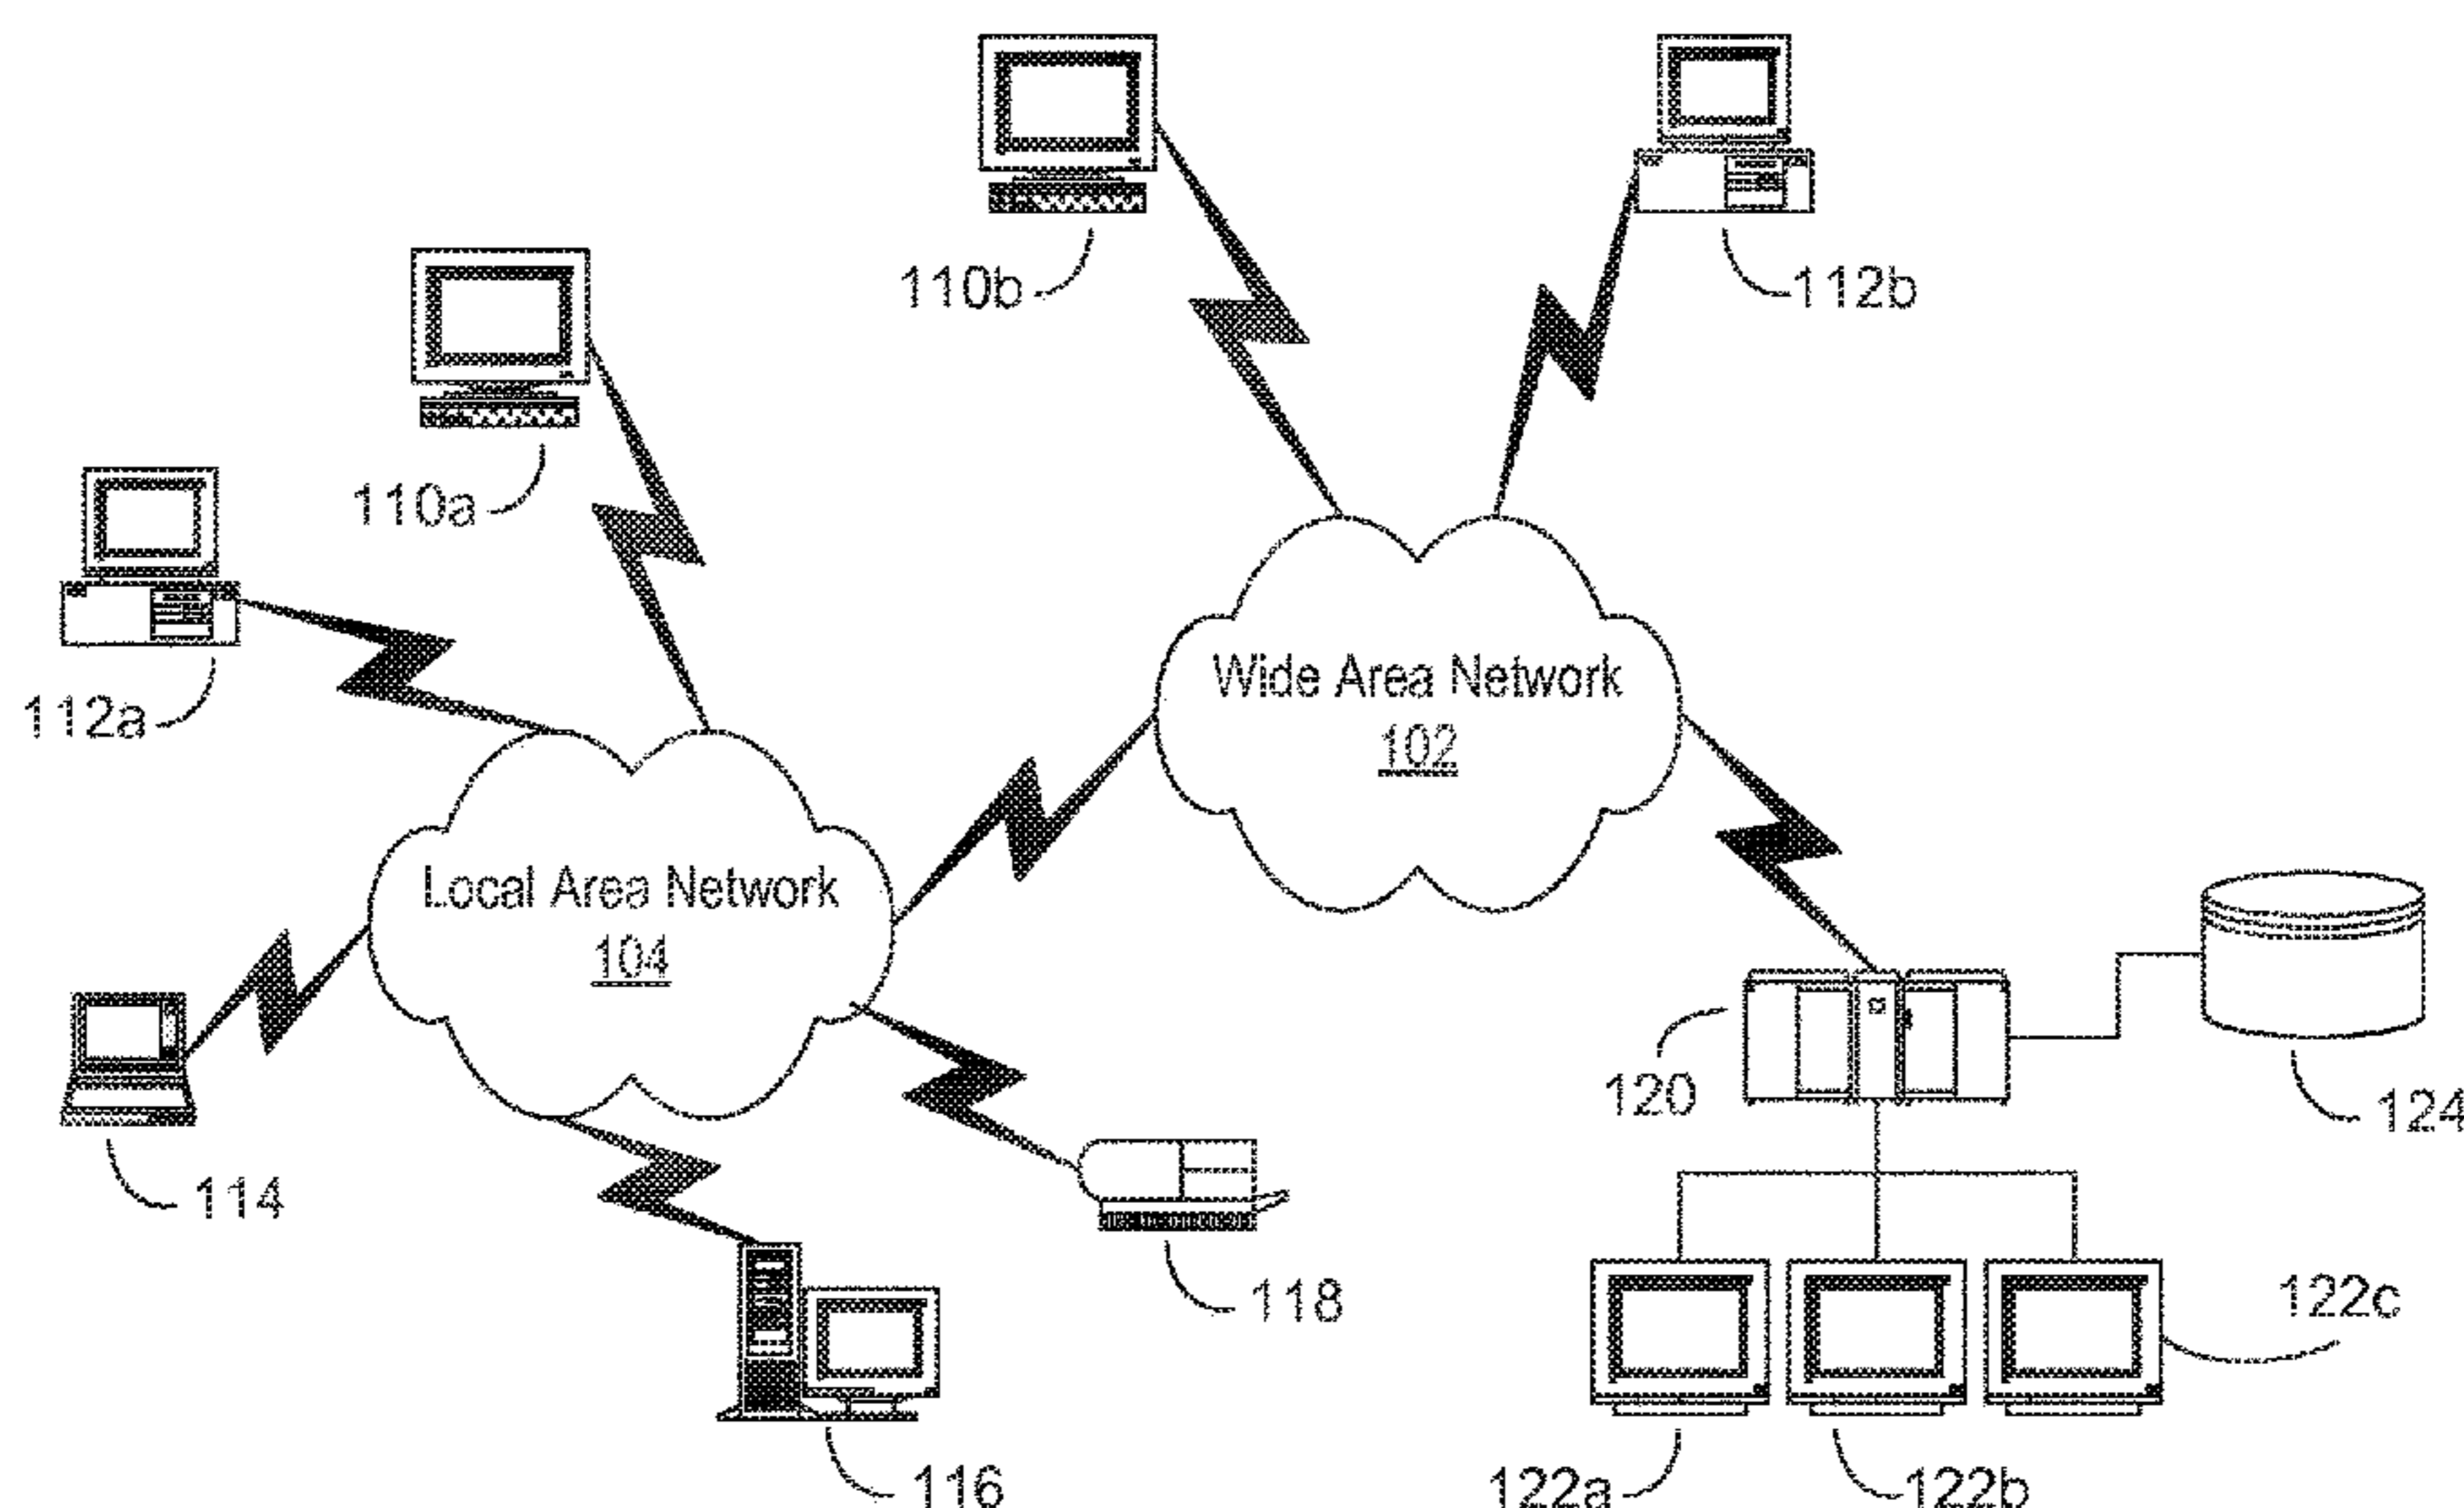 110b
112b
110a
112a
Wide Area Network
102
Local Area Network
104
120
124
114
118
122c
116
122a
122b